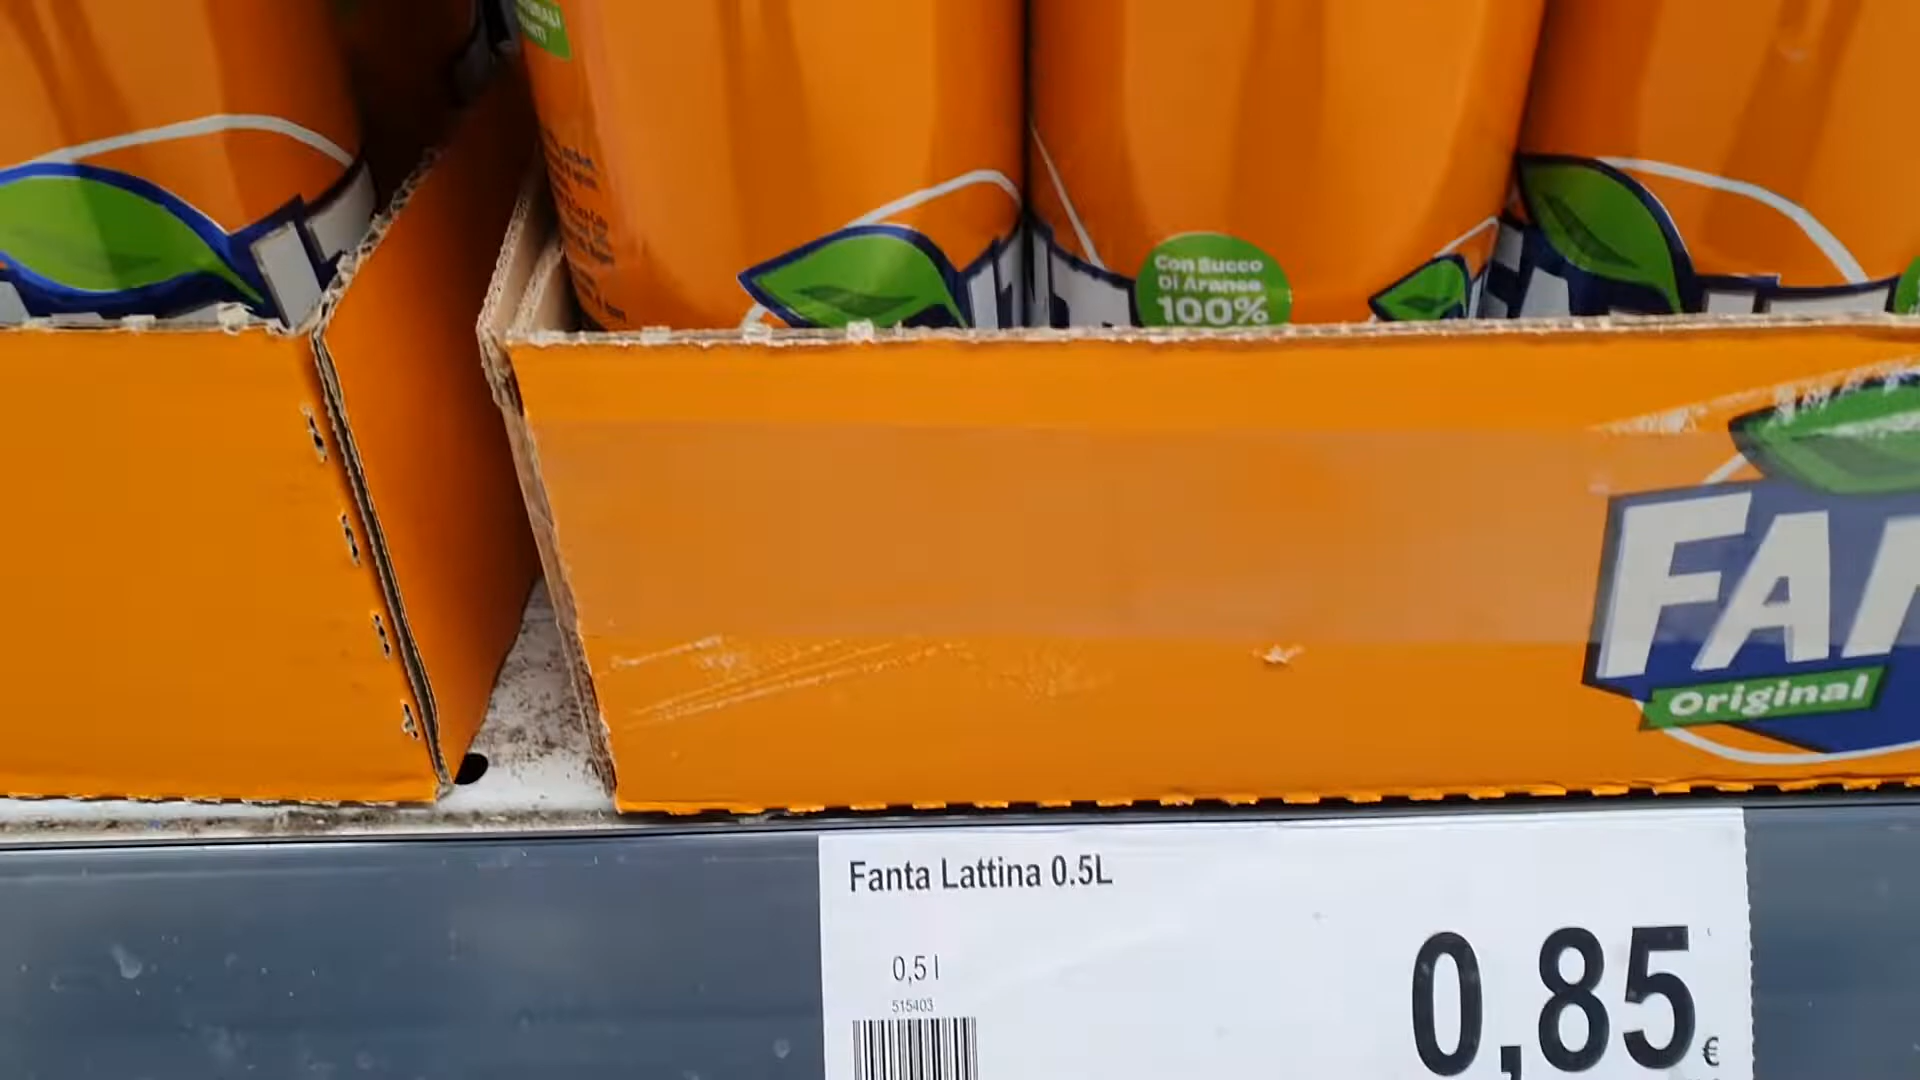 Con Succo
Di Arance
100%
FAN
Original
Fanta Lattina 0.5L
0,5 l
515403
0,85
€